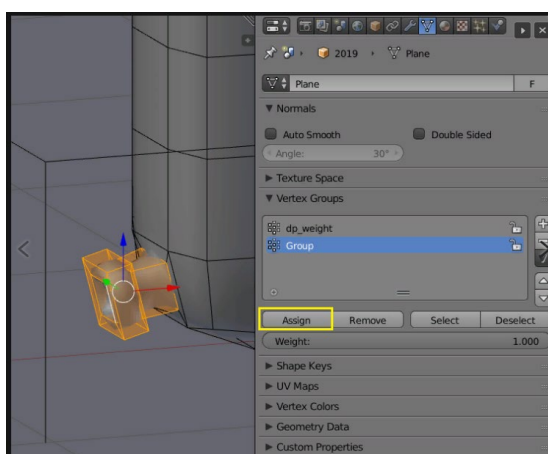 2019 Plane
Plane F
Normals
Auto Smooth Double Sided
Angle: 30°
Texture Space
Vertex Groups
dp_weight
Group
Assign Remove Select Deselect
Weight: 1.000
Shape Keys
UV Maps
Vertex Colors
Geometry Data
Custom Properties